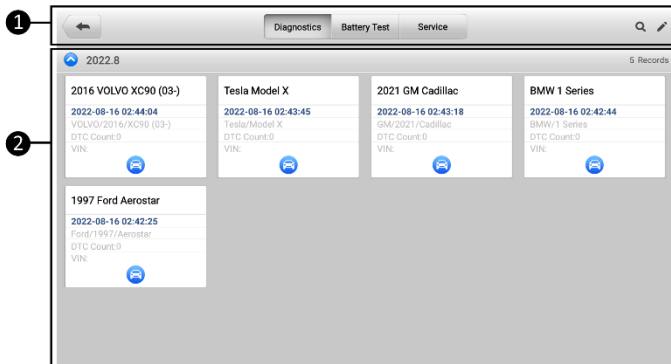 1
Diagnostics Battery Test Service
2
2022.8 5 Records
2016 VOLVO XC90 (03-)
2022-08-16 02:44:04
VOLVO/2016/XC90 (03-)
DTC Count:0
VIN:
Tesla Model X
2022-08-16 02:43:45
Tesla/Model X
DTC Count:0
VIN:
2021 GM Cadillac
2022-08-16 02:43:18
GM/2021/Cadillac
DTC Count:0
VIN:
BMW 1 Series
2022-08-16 02:42:44
BMW/1 Series
DTC Count:0
VIN:
1997 Ford Aerostar
2022-08-16 02:42:25
Ford/1997/Aerostar
DTC Count:0
VIN: